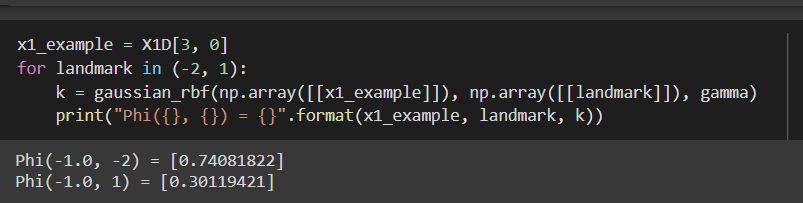 x1_example = X1D[3, 0]
for landmark in (-2, 1):
    k = gaussian_rbf(np.array([[x1_example]]), np.array([[landmark]]), gamma)
    print("Phi({}, {}) = {}".format(x1_example, landmark, k))
Phi(-1.0, -2) = [0.74081822]
Phi(-1.0, 1) = [0.30119421]